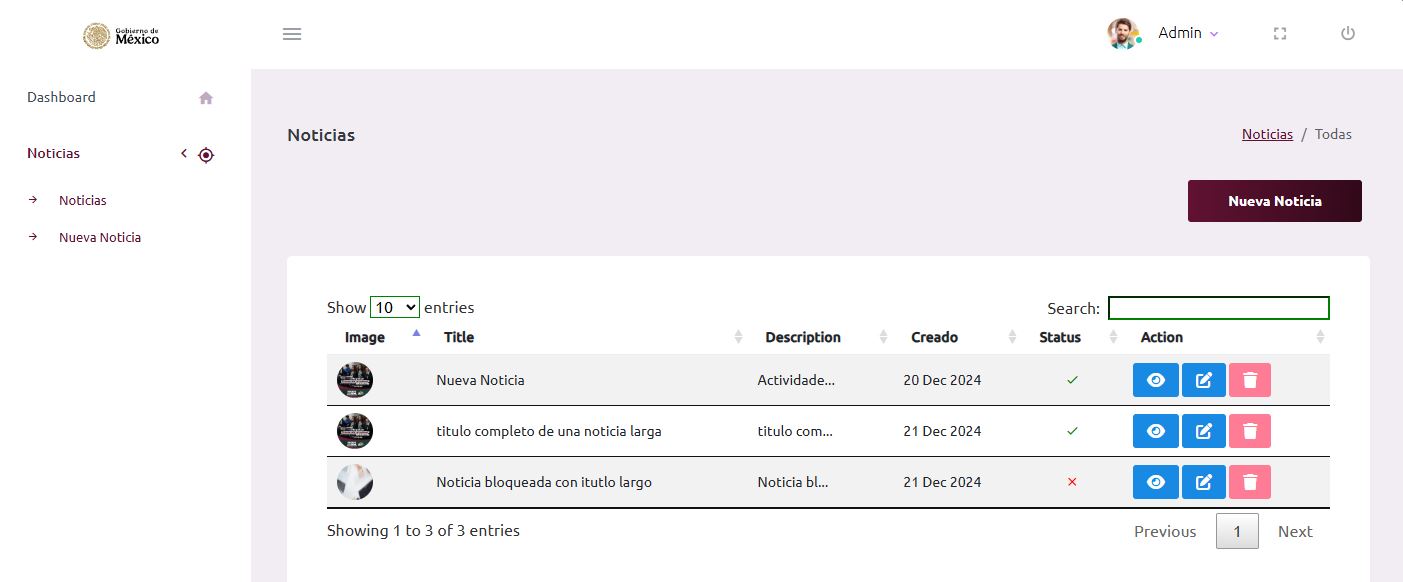 Gobierno de
México
Admin
Dashboard
Noticias
Noticias
Nueva Noticia
Noticias
Noticias / Todas
Nueva Noticia
Show 10 entries
Search:
Image Title Description Creado Status Action
Nueva Noticia Actividade... 20 Dec 2024
titulo completo de una noticia larga titulo com... 21 Dec 2024
Noticia bloqueada con itutlo largo Noticia bl... 21 Dec 2024
Showing 1 to 3 of 3 entries
Previous 1 Next